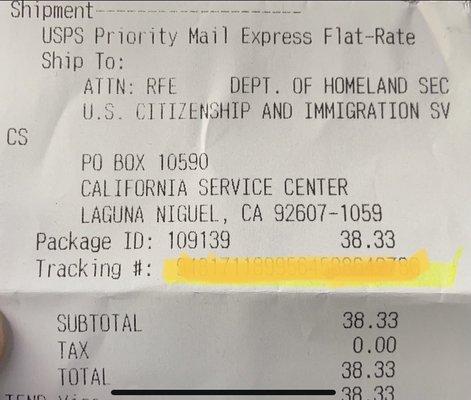 Shipment--------------------
USPS Priority Mail Express Flat-Rate
Ship To:
ATTN: RFE DEPT. OF HOMELAND SEC
U.S. CITIZENSHIP AND IMMIGRATION SV
CS
PO BOX 10590
CALIFORNIA SERVICE CENTER
LAGUNA NIGUEL, CA 92607-1059
Package ID: 109139 38.33
Tracking #:
SUBTOTAL 38.33
TAX 0.00
TOTAL 38.33
38.33